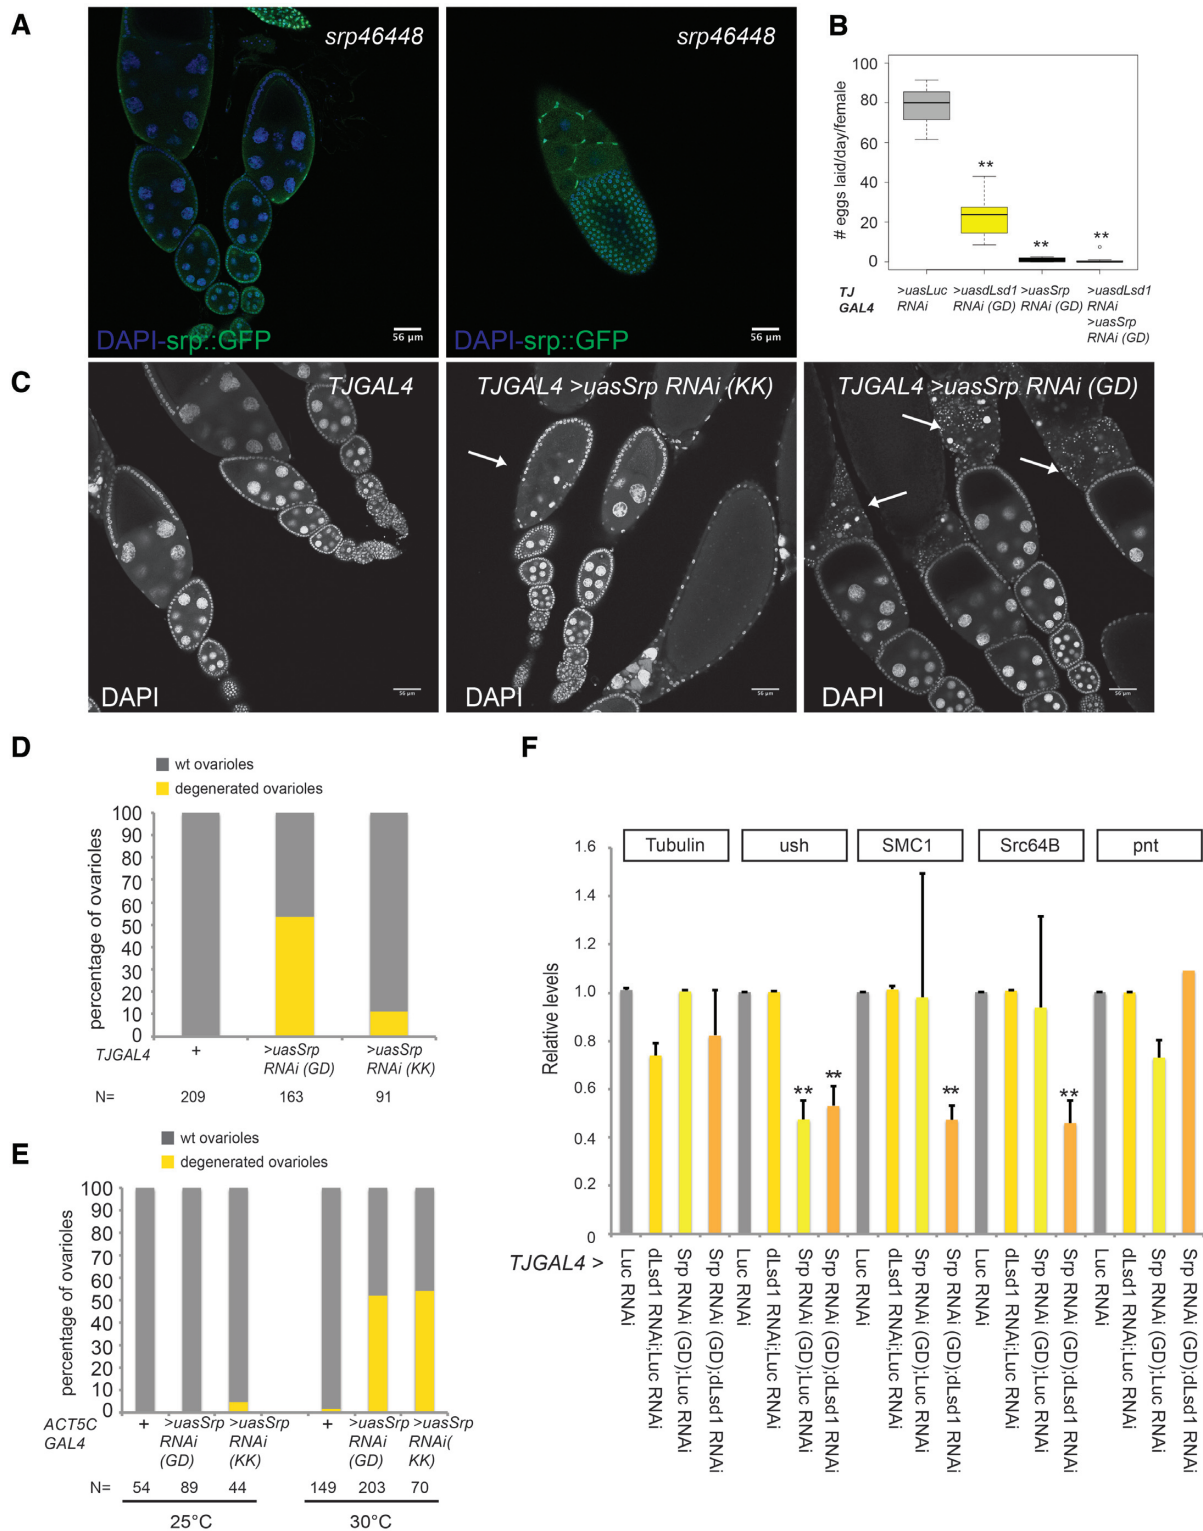 A
srp46448
srp46448
DAPI-srp::GFP
56 µm
DAPI-srp::GFP
56 µm
B
# eggs laid/day/female
100
80
60
40
20
0
**
**
**
TJ
GAL4
>uasLuc
RNAi
>uasdLsd1
RNAi (GD)
>uasSrp
RNAi (GD)
>uasdLsd1
RNAi
>uasSrp
RNAi (GD)
C
TJGAL4
TJGAL4 >uasSrp RNAi (KK)
TJGAL4 >uasSrp RNAi (GD)
DAPI
56 µm
DAPI
56 µm
DAPI
56 µm
D
wt ovarioles
degenerated ovarioles
percentage of ovarioles
100
90
80
70
60
50
40
30
20
10
0
TJGAL4
+
>uasSrp
RNAi (GD)
>uasSrp
RNAi (KK)
N=
209
163
91
E
wt ovarioles
degenerated ovarioles
percentage of ovarioles
100
90
80
70
60
50
40
30
20
10
0
ACT5C
GAL4
+
>uasSrp
RNAi
(GD)
>uasSrp
RNAi
(KK)
+
>uasSrp
RNAi
(GD)
>uasSrp
RNAi(
KK)
N=
54
89
44
149
203
70
25°C
30°C
F
Tubulin
ush
SMC1
Src64B
pnt
Relative levels
1.6
1.4
1.2
1.0
0.8
0.6
0.4
0.2
0
**
**
**
**
TJGAL4 >
Luc RNAi
dLsd1 RNAi;Luc RNAi
Srp RNAi (GD);Luc RNAi
Srp RNAi (GD);dLsd1 RNAi
Luc RNAi
dLsd1 RNAi;Luc RNAi
Srp RNAi (GD);Luc RNAi
Srp RNAi (GD);dLsd1 RNAi
Luc RNAi
dLsd1 RNAi;Luc RNAi
Srp RNAi (GD);Luc RNAi
Srp RNAi (GD);dLsd1 RNAi
Luc RNAi
dLsd1 RNAi;Luc RNAi
Srp RNAi (GD);Luc RNAi
Srp RNAi (GD);dLsd1 RNAi
Luc RNAi
dLsd1 RNAi;Luc RNAi
Srp RNAi (GD);Luc RNAi
Srp RNAi (GD);dLsd1 RNAi